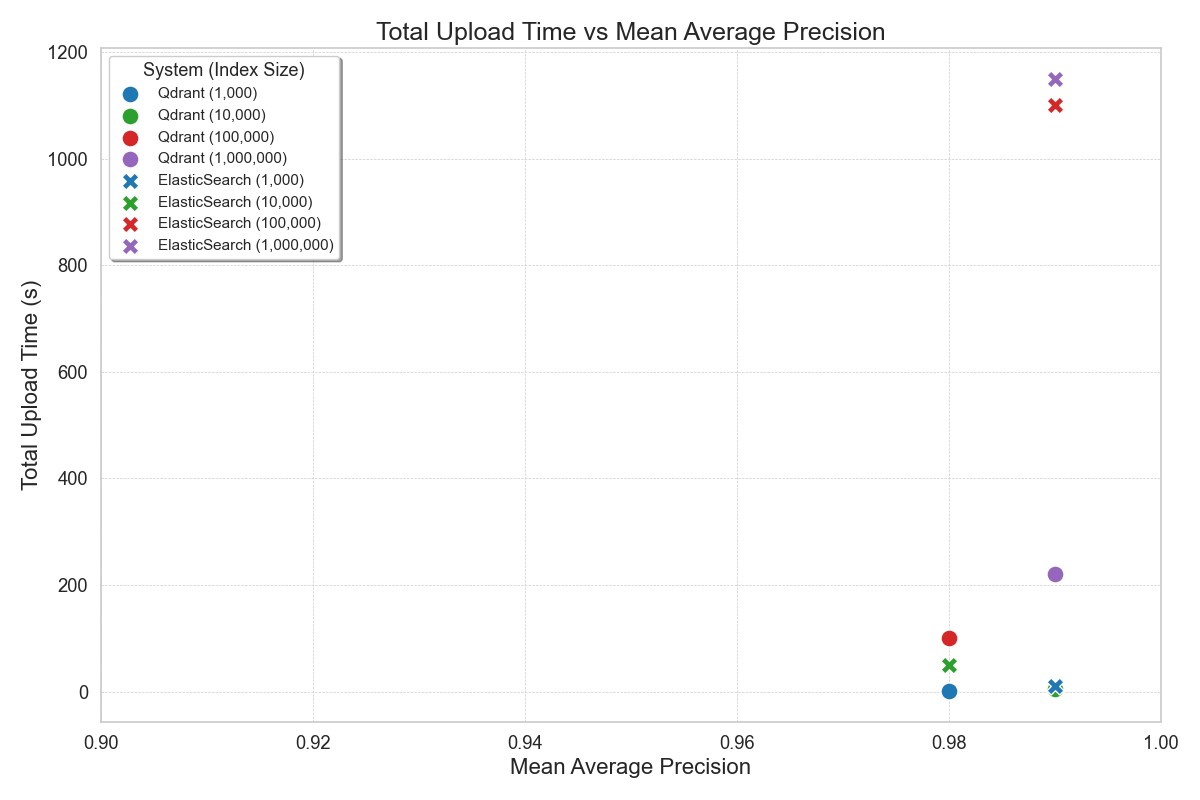 Total Upload Time vs Mean Average Precision
1200
1000
800
600
400
200
0
Total Upload Time (s)
System (Index Size)
Qdrant (1,000)
Qdrant (10,000)
Qdrant (100,000)
Qdrant (1,000,000)
ElasticSearch (1,000)
ElasticSearch (10,000)
ElasticSearch (100,000)
ElasticSearch (1,000,000)
0.90 0.92 0.94 0.96 0.98 1.00
Mean Average Precision